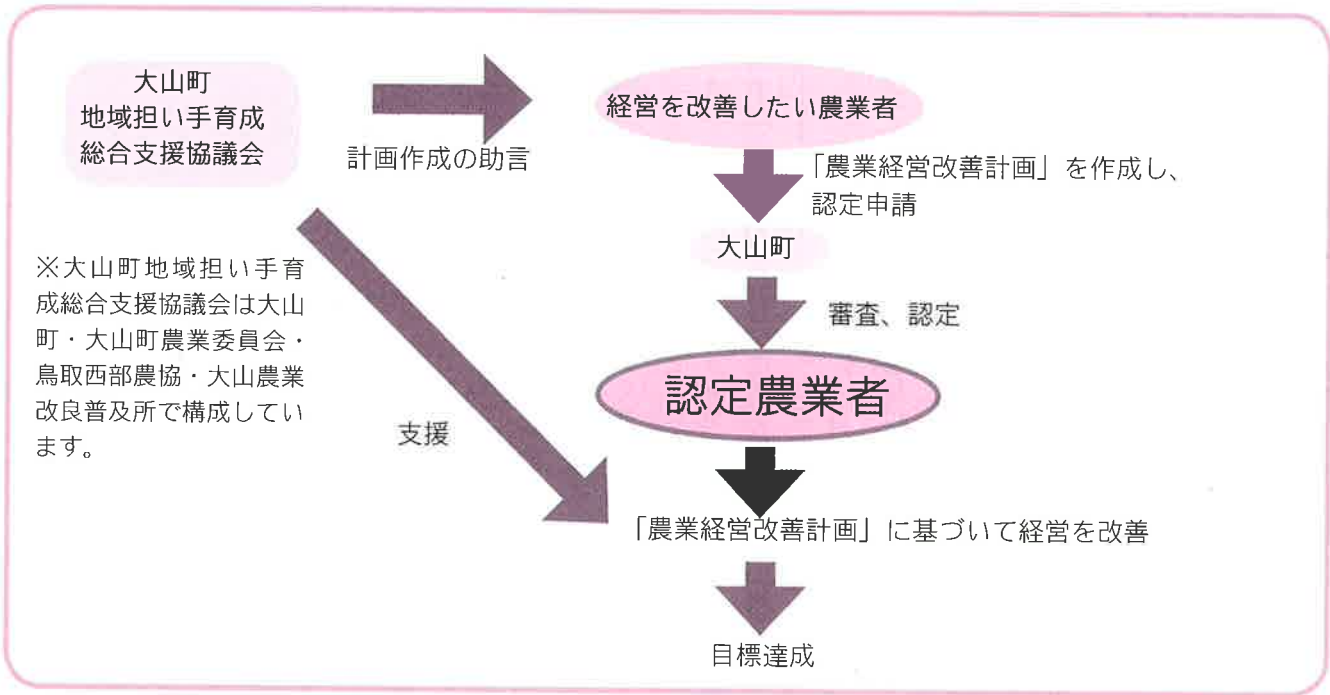 大山町
地域担い手育成
総合支援協議会
計画作成の助言
経営を改善したい農業者
「農業経営改善計画」を作成し、
認定申請
大山町
審査、認定
認定農業者
※大山町地域担い手育
成総合支援協議会は大山
町・大山町農業委員会・
鳥取西部農協・大山農業
改良普及所で構成してい
ます。
支援
「農業経営改善計画」に基づいて経営を改善
目標達成